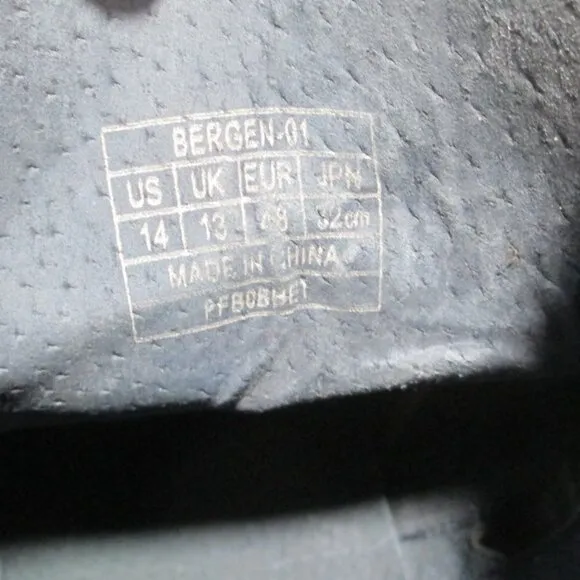 BERGEN-01
US UK EUR JPN
14 13 48 32cm
MADE IN CHINA